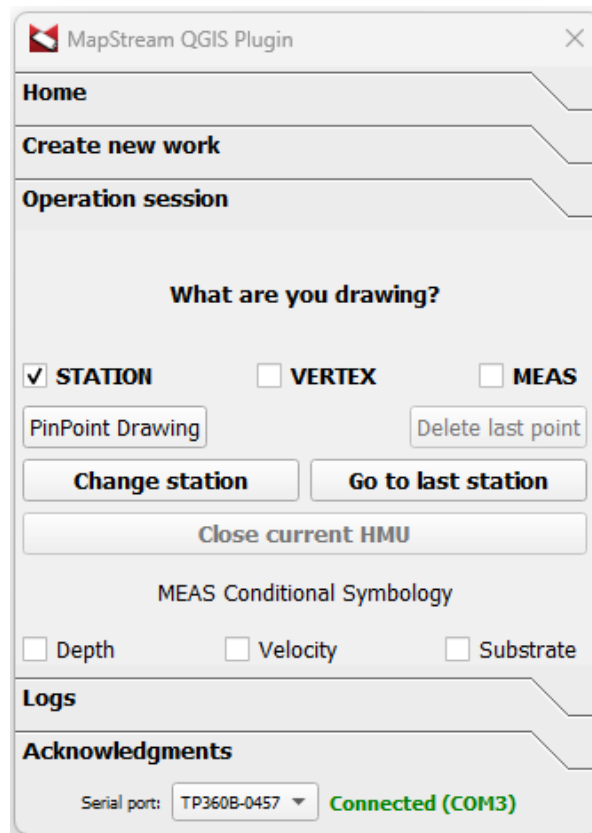 MapStream QGIS Plugin
Home
Create new work
Operation session
What are you drawing?
STATION VERTEX MEAS
PinPoint Drawing Delete last point
Change station Go to last station
Close current HMU
MEAS Conditional Symbology
Depth Velocity Substrate
Logs
Acknowledgments
Serial port: TP360B-0457 Connected (COM3)